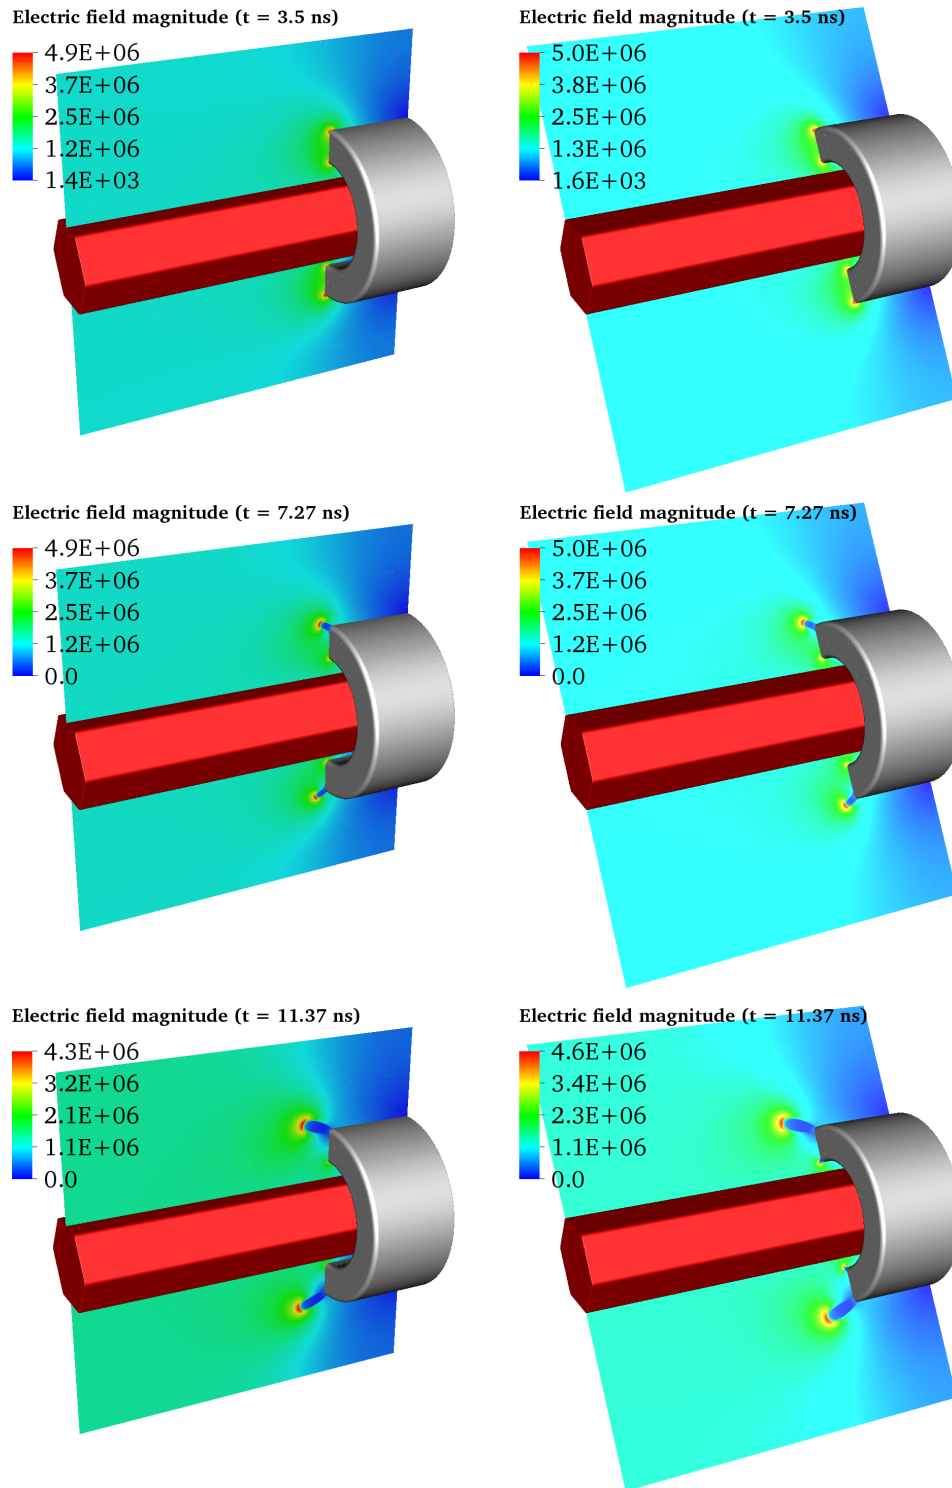 Electric field magnitude (t = 3.5 ns)
4.9E+06
3.7E+06
2.5E+06
1.2E+06
1.4E+03
Electric field magnitude (t = 3.5 ns)
5.0E+06
3.8E+06
2.5E+06
1.3E+06
1.6E+03
Electric field magnitude (t = 7.27 ns)
4.9E+06
3.7E+06
2.5E+06
1.2E+06
0.0
Electric field magnitude (t = 7.27 ns)
5.0E+06
3.7E+06
2.5E+06
1.2E+06
0.0
Electric field magnitude (t = 11.37 ns)
4.3E+06
3.2E+06
2.1E+06
1.1E+06
0.0
Electric field magnitude (t = 11.37 ns)
4.6E+06
3.4E+06
2.3E+06
1.1E+06
0.0